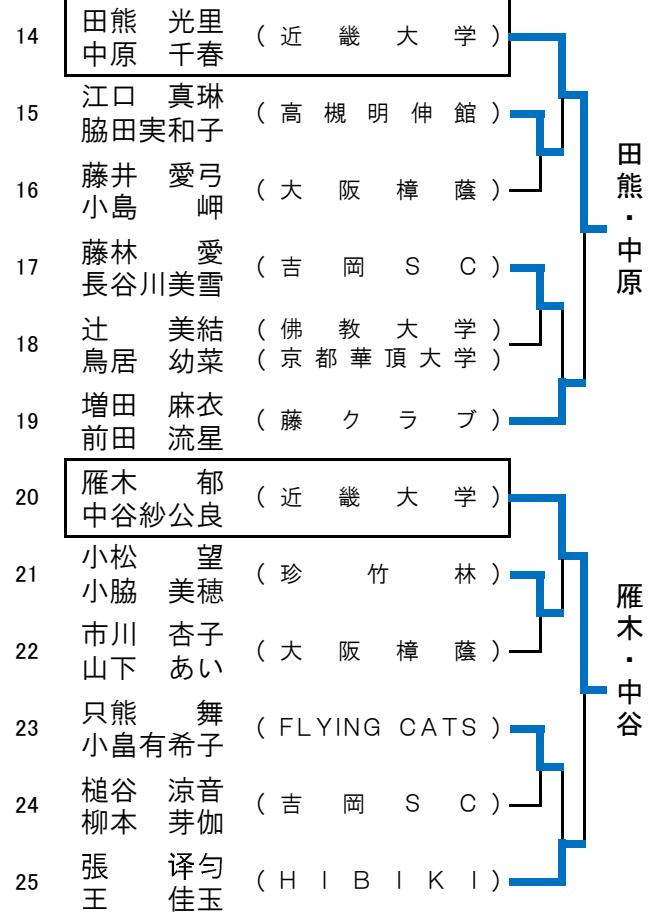 14 田熊　光里 (近畿大学)
中原　千春
15 江口　真琳 (高槻明伸館)
脇田実和子
16 藤井　愛弓 (大阪樟蔭)
小島　岬
17 藤林　愛 (吉岡ＳＣ)
長谷川美雪
18 辻　美結 (佛教大学)
鳥居　幼菜 (京都華頂大学)
19 増田　麻衣 (藤クラブ)
前田　流星
田熊・中原
20 雁木　郁 (近畿大学)
中谷紗公良
21 小松　望 (珍竹林)
小脇　美穂
22 市川　杏子 (大阪樟蔭)
山下　あい
23 只熊　舞 (FLYING CATS)
小畠有希子
24 槌谷　涼音 (吉岡ＳＣ)
柳本　芽伽
25 張　译匀 (ＨＩＢＩＫＩ)
王　佳玉
雁木・中谷